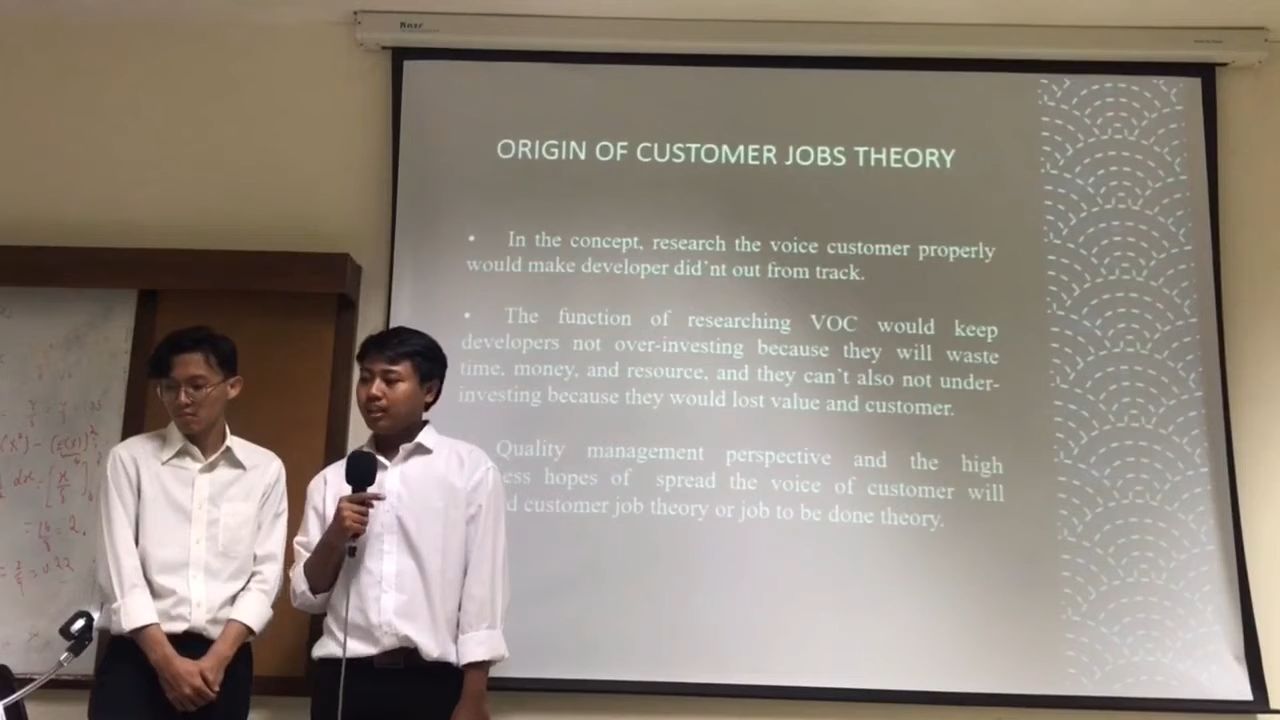 ORIGIN OF CUSTOMER JOBS THEORY
• In the concept, research the voice customer properly
would make developer did'nt out from track.
• The function of researching VOC would keep
developers not over-investing because they will waste
time, money, and resource, and they can't also not under-
investing because they would lost value and customer.
Quality management perspective and the high
hopes of spread the voice of customer will
customer job theory or job to be done theory.
= 2/9 = 0.22